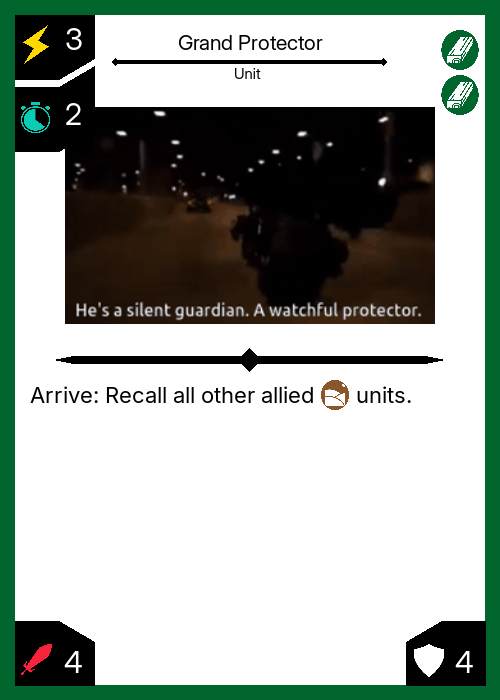 3
Grand Protector
Unit
2
He's a silent guardian. A watchful protector.
Arrive: Recall all other allied units.
4
4